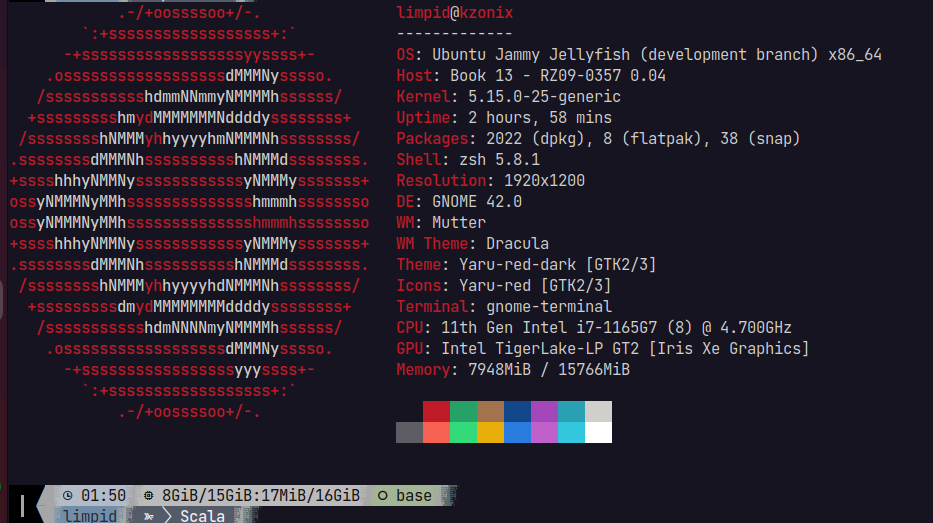 .-/+oossssoo+/-.
`:+ssssssssssssssssss+:`
-+ssssssssssssssssssyyssss+-
.ossssssssssssssssssdMMMNysssso.
/ssssssssssshdmmNNmmyNMMMMhssssss/
+ssssssssshmydMMMMMMMNddddyssssssss+
/sssssssshNMMMyhhyyyyhmNMMMNhssssssss/
.ssssssssdMMMNhsssssssssshNMMMdssssssss.
+sssshhhyNMMNyssssssssssssyNMMMysssssss+
ossyNMMMNyMMhsssssssssssssshmmmhssssssso
ossyNMMMNyMMhsssssssssssssshmmmhssssssso
+sssshhhyNMMNyssssssssssssyNMMMysssssss+
.ssssssssdMMMNhsssssssssshNMMMdssssssss.
/sssssssshNMMMyhhyyyyhdNMMMNhssssssss/
+sssssssssdmydMMMMMMMMddddyssssssss+
/ssssssssssshdmNNNNmyNMMMMhssssss/
.ossssssssssssssssssdMMMNysssso.
-+sssssssssssssssssyyyssss+-
`:+ssssssssssssssssss+:`
.-/+oossssoo+/-.
limpid@kzonix
-------------
OS: Ubuntu Jammy Jellyfish (development branch) x86_64
Host: Book 13 - RZ09-0357 0.04
Kernel: 5.15.0-25-generic
Uptime: 2 hours, 58 mins
Packages: 2022 (dpkg), 8 (flatpak), 38 (snap)
Shell: zsh 5.8.1
Resolution: 1920x1200
DE: GNOME 42.0
WM: Mutter
WM Theme: Dracula
Theme: Yaru-red-dark [GTK2/3]
Icons: Yaru-red [GTK2/3]
Terminal: gnome-terminal
CPU: 11th Gen Intel i7-1165G7 (8) @ 4.700GHz
GPU: Intel TigerLake-LP GT2 [Iris Xe Graphics]
Memory: 7948MiB / 15766MiB
01:50 8GiB/15GiB:17MiB/16GiB base
limpid Scala